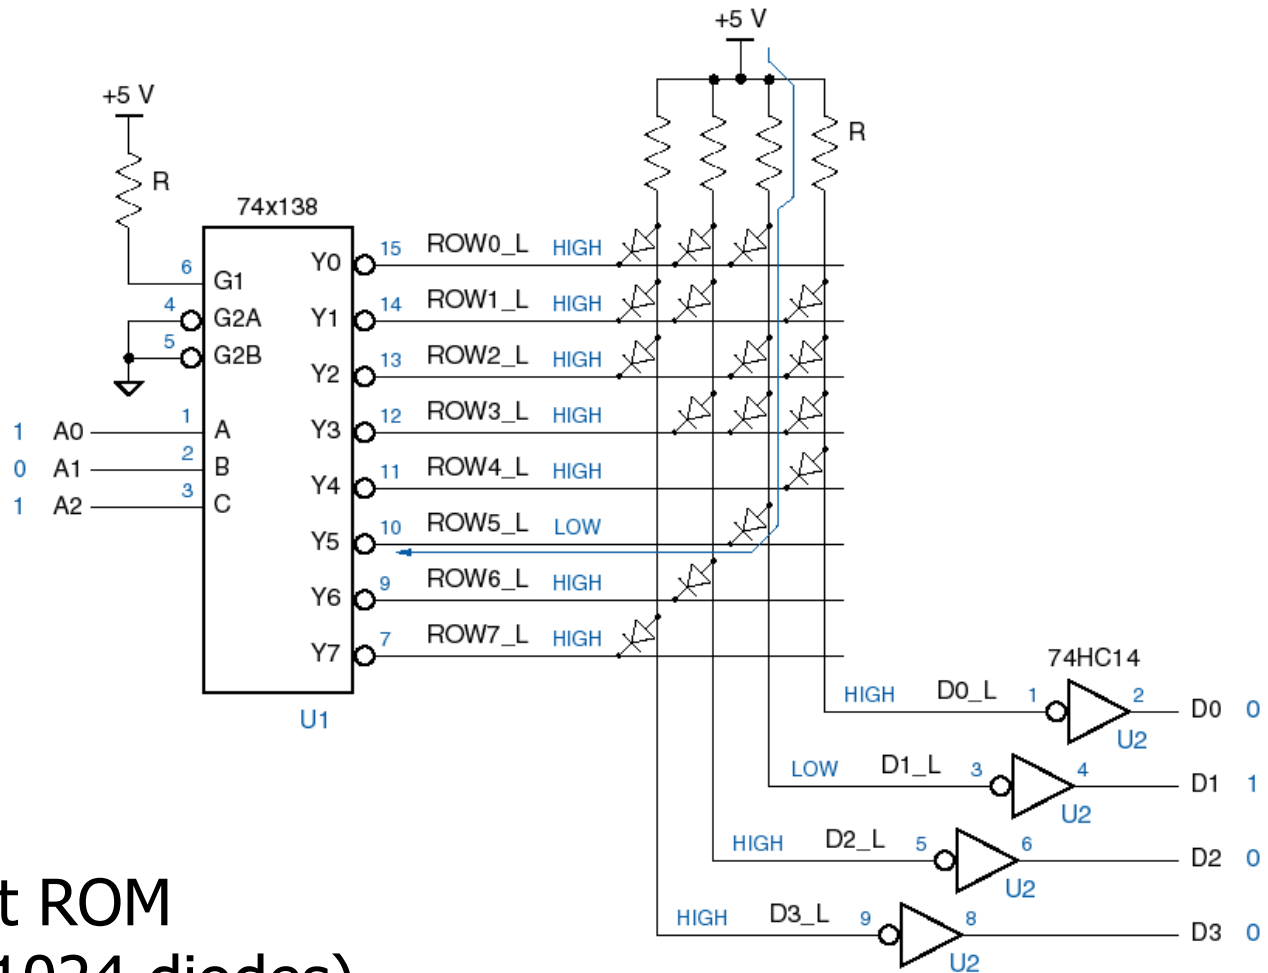 +5 V
+5 V
R
R
74x138
6 G1
4 G2A
5 G2B
1 A0 1 A
0 A1 2 B
1 A2 3 C
Y0 15 ROW0_L HIGH
Y1 14 ROW1_L HIGH
Y2 13 ROW2_L HIGH
Y3 12 ROW3_L HIGH
Y4 11 ROW4_L HIGH
Y5 10 ROW5_L LOW
Y6 9 ROW6_L HIGH
Y7 7 ROW7_L HIGH
U1
74HC14
HIGH D0_L 1 2 D0 0
U2
LOW D1_L 3 4 D1 1
U2
HIGH D2_L 5 6 D2 0
U2
HIGH D3_L 9 8 D3 0
U2
t ROM
1024 diodes)